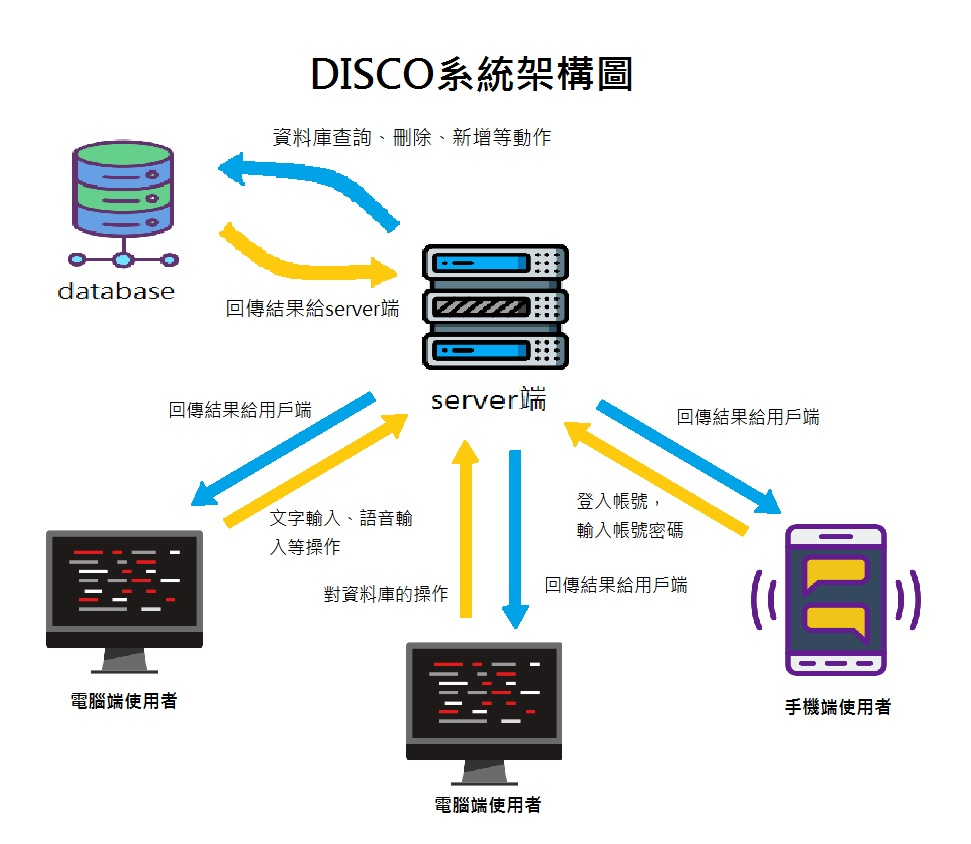 DISCO系統架構圖
資料庫查詢、刪除、新增等動作
database
回傳結果給server端
server端
回傳結果給用戶端
回傳結果給用戶端
文字輸入、語音輸
入等操作
登入帳號，
輸入帳號密碼
對資料庫的操作
回傳結果給用戶端
電腦端使用者
手機端使用者
電腦端使用者